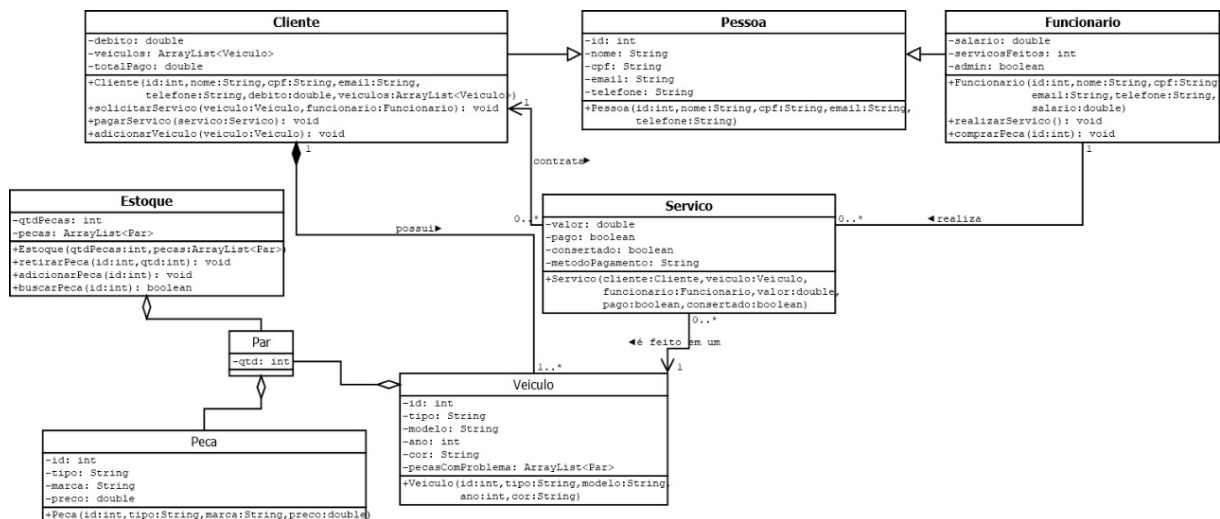 Cliente
-debito: double
-veiculos: ArrayList<Veiculo>
-totalPago: double
+Cliente(id:int,nome:String,cpf:String,email:String,
telefone:String,debito:double,veiculos:ArrayList<Veiculo>)
+solicitarServico(veiculo:Veiculo,funcionario:Funcionario): void
+pagarServico(servico:Servico): void
+adicionarVeiculo(veiculo:Veiculo): void
Pessoa
-id: int
-nome: String
-cpf: String
-email: String
-telefone: String
+Pessoa(id:int,nome:String,cpf:String,email:String,
telefone:String)
Funcionario
-salario: double
-servicosFeitos: int
-admin: boolean
+Funcionario(id:int,nome:String,cpf:String
email:String,telefone:String,
salario:double)
+realizarServico(): void
+comprarPeca(id:int): void
1
1
1
contrata►
Estoque
-qtdPecas: int
-pecas: ArrayList<Par>
+Estoque(qtdPecas:int,pecas:ArrayList<Par>)
+retirarPeca(id:int,qtd:int): void
+adicionarPeca(id:int): void
+buscarPeca(id:int): boolean
possui►
0..*
Servico
-valor: double
-pago: boolean
-consertado: boolean
-metodoPagamento: String
+Servico(cliente:Cliente,veiculo:Veiculo,
funcionario:Funcionario,valor:double,
pago:boolean,consertado:boolean)
0..*
◄realiza
0..*
◄é feito em um
1
1..*
Par
-qtd: int
Veiculo
-id: int
-tipo: String
-modelo: String
-ano: int
-cor: String
-pecasComProblema: ArrayList<Par>
+Veiculo(id:int,tipo:String,modelo:String,
ano:int,cor:String)
Peca
-id: int
-tipo: String
-marca: String
-preco: double
+Peca(id:int,tipo:String,marca:String,preco:double)